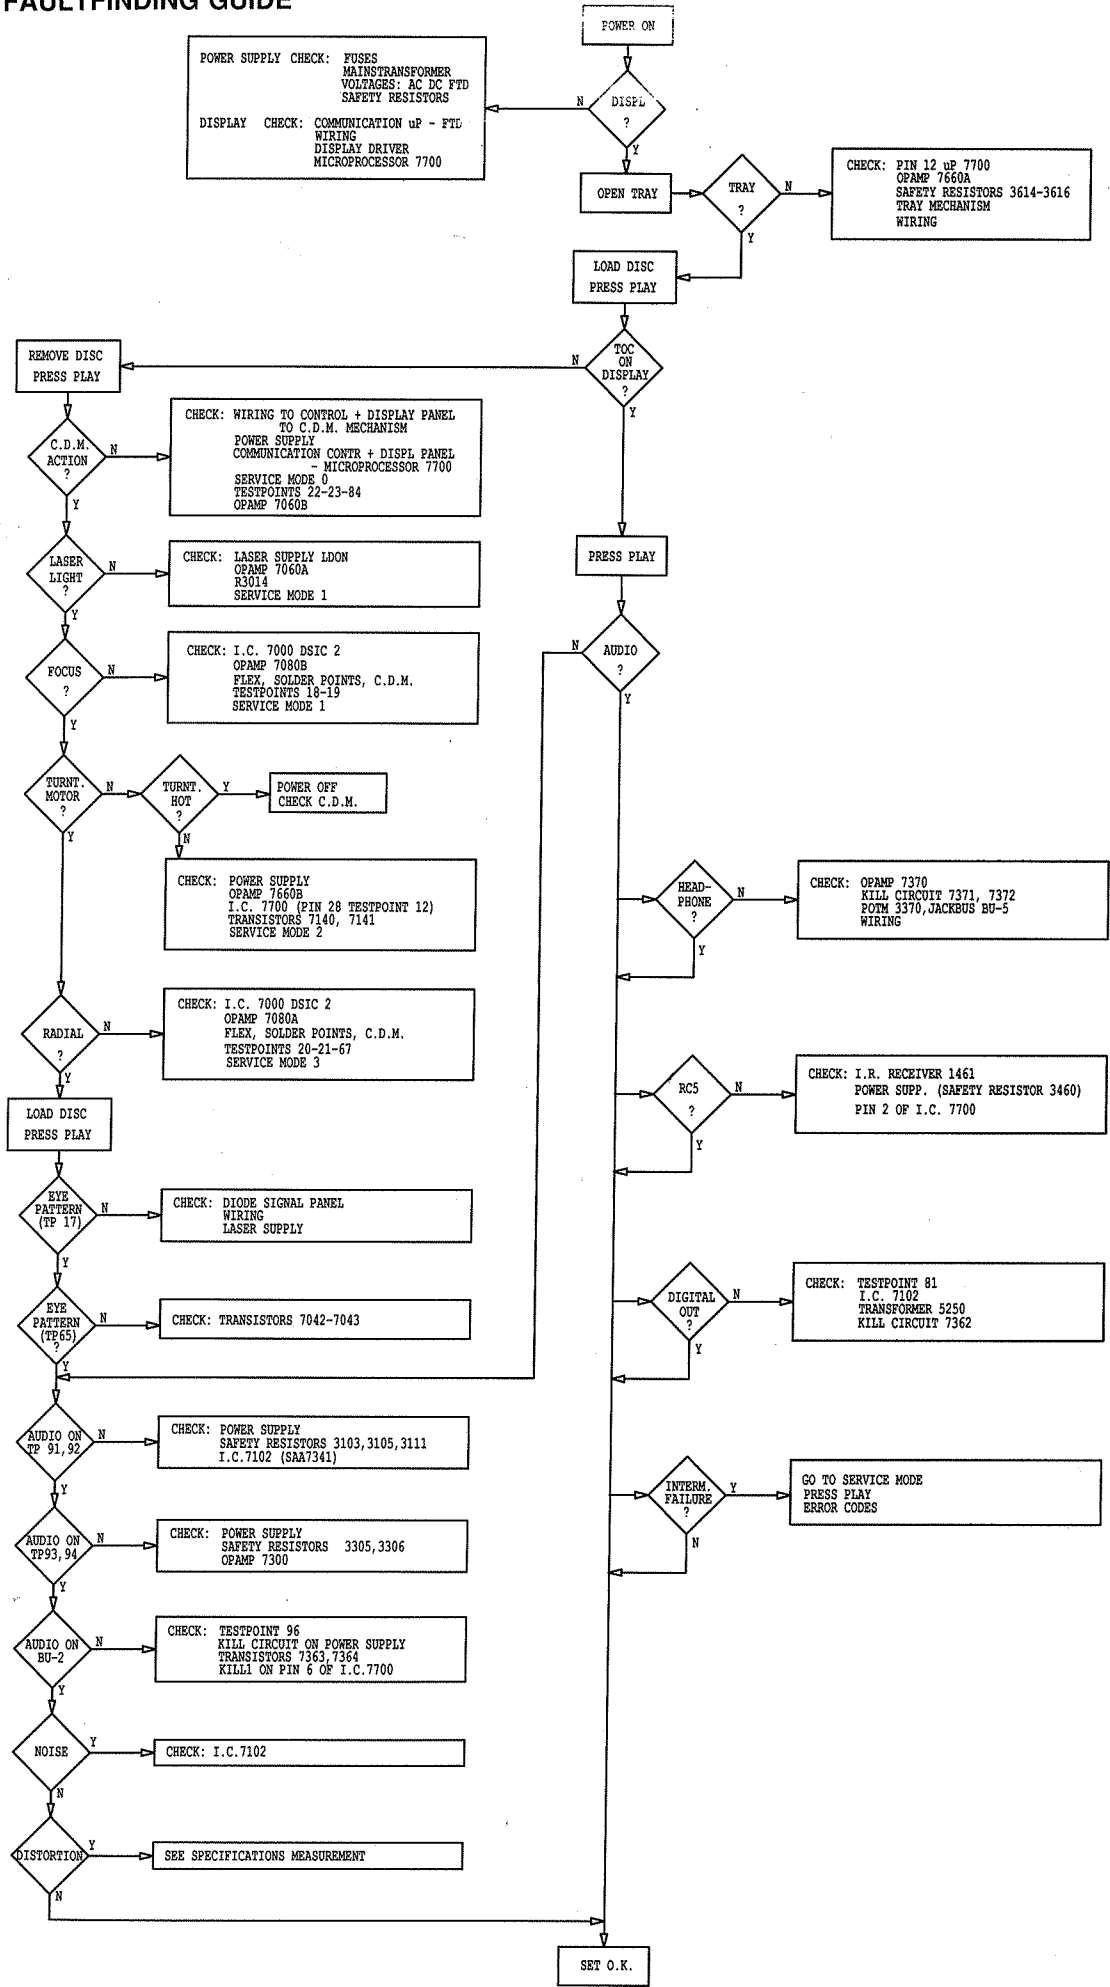 FAULTFINDING GUIDE
POWER ON
DISPL
?
N
Y
POWER SUPPLY CHECK: FUSES
MAINSTRANSFORMER
VOLTAGES: AC DC FTD
SAFETY RESISTORS
DISPLAY CHECK: COMMUNICATION uP - FTD
WIRING
DISPLAY DRIVER
MICROPROCESSOR 7700
OPEN TRAY
TRAY
?
N
Y
CHECK: PIN 12 uP 7700
OPAMP 7660A
SAFETY RESISTORS 3614-3616
TRAY MECHANISM
WIRING
LOAD DISC
PRESS PLAY
TOC
ON
DISPLAY
?
N
Y
REMOVE DISC
PRESS PLAY
C.D.M.
ACTION
?
N
Y
CHECK: WIRING TO CONTROL + DISPLAY PANEL
TO C.D.M. MECHANISM
POWER SUPPLY
COMMUNICATION CONTR + DISPL PANEL
- MICROPROCESSOR 7700
SERVICE MODE 0
TESTPOINTS 22-23-84
OPAMP 7060B
LASER
LIGHT
?
N
Y
CHECK: LASER SUPPLY LDON
OPAMP 7060A
R3014
SERVICE MODE 1
FOCUS
?
N
Y
CHECK: I.C. 7000 DSIC 2
OPAMP 7080B
FLEX, SOLDER POINTS, C.D.M.
TESTPOINTS 18-19
SERVICE MODE 1
TURNT.
MOTOR
?
N
Y
TURNT.
HOT
?
Y
N
POWER OFF
CHECK C.D.M.
CHECK: POWER SUPPLY
OPAMP 7660B
I.C. 7700 (PIN 28 TESTPOINT 12)
TRANSISTORS 7140, 7141
SERVICE MODE 2
RADIAL
?
N
Y
CHECK: I.C. 7000 DSIC 2
OPAMP 7080A
FLEX, SOLDER POINTS, C.D.M.
TESTPOINTS 20-21-67
SERVICE MODE 3
LOAD DISC
PRESS PLAY
EYE
PATTERN
(TP 17)
N
Y
CHECK: DIODE SIGNAL PANEL
WIRING
LASER SUPPLY
EYE
PATTERN
(TP65)
?
N
Y
CHECK: TRANSISTORS 7042-7043
AUDIO ON
TP 91,92
N
Y
CHECK: POWER SUPPLY
SAFETY RESISTORS 3103,3105,3111
I.C.7102 (SAA7341)
AUDIO ON
TP93,94
N
Y
CHECK: POWER SUPPLY
SAFETY RESISTORS 3305,3306
OPAMP 7300
AUDIO ON
BU-2
N
Y
CHECK: TESTPOINT 96
KILL CIRCUIT ON POWER SUPPLY
TRANSISTORS 7363,7364
KILL1 ON PIN 6 OF I.C.7700
NOISE
Y
N
CHECK: I.C.7102
DISTORTION
Y
N
SEE SPECIFICATIONS MEASUREMENT
PRESS PLAY
AUDIO
?
N
Y
HEAD-
PHONE
?
N
Y
CHECK: OPAMP 7370
KILL CIRCUIT 7371, 7372
POTM 3370,JACKBUS BU-5
WIRING
RC5
?
N
Y
CHECK: I.R. RECEIVER 1461
POWER SUPP. (SAFETY RESISTOR 3460)
PIN 2 OF I.C. 7700
DIGITAL
OUT
?
N
Y
CHECK: TESTPOINT 81
I.C. 7102
TRANSFORMER 5250
KILL CIRCUIT 7362
INTERM.
FAILURE
?
Y
N
GO TO SERVICE MODE
PRESS PLAY
ERROR CODES
SET O.K.